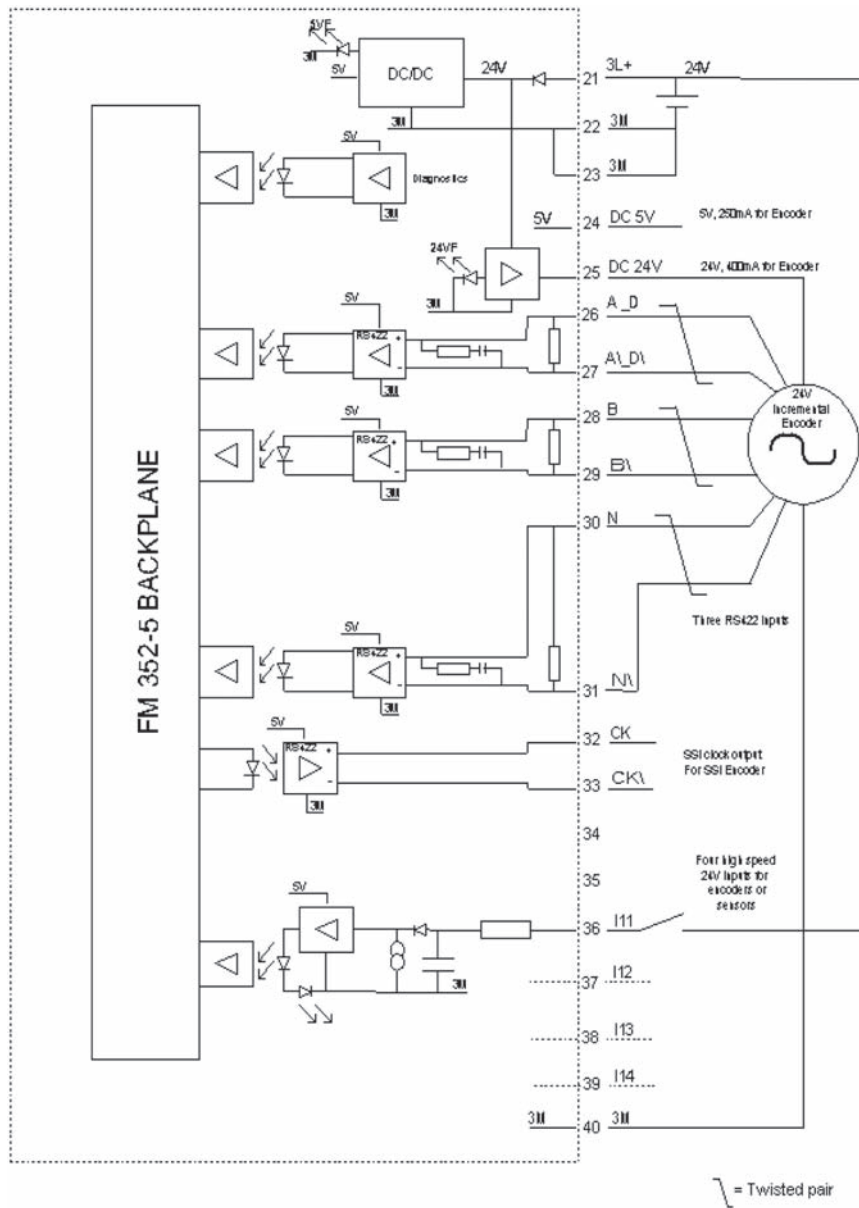 5VF
3M
5V
DC/DC
24V
21
3L+
24V
3M
22
3M
23
3M
5V
Diagnostics
3M
5V
24
DC 5V
5V, 250mA for Encoder
24VF
3M
25
DC 24V
24V, 400mA for Encoder
5V
26
A_D
RS422
+
-
3M
27
A\_D\
24V
Incremental
Encoder
5V
28
B
RS422
+
-
3M
29
B\
30
N
Three RS422 Inputs
5V
RS422
+
-
3M
31
N\
5V
RS422
+
-
3M
32
CK
33
CK\
SSI clock output
For SSI Encoder
34
35
Four high speed
24V Inputs for
encoders or
sensors
5V
36
I11
3M
37
I12
38
I13
39
I14
3M
40
3M
FM 352-5 BACKPLANE
= Twisted pair